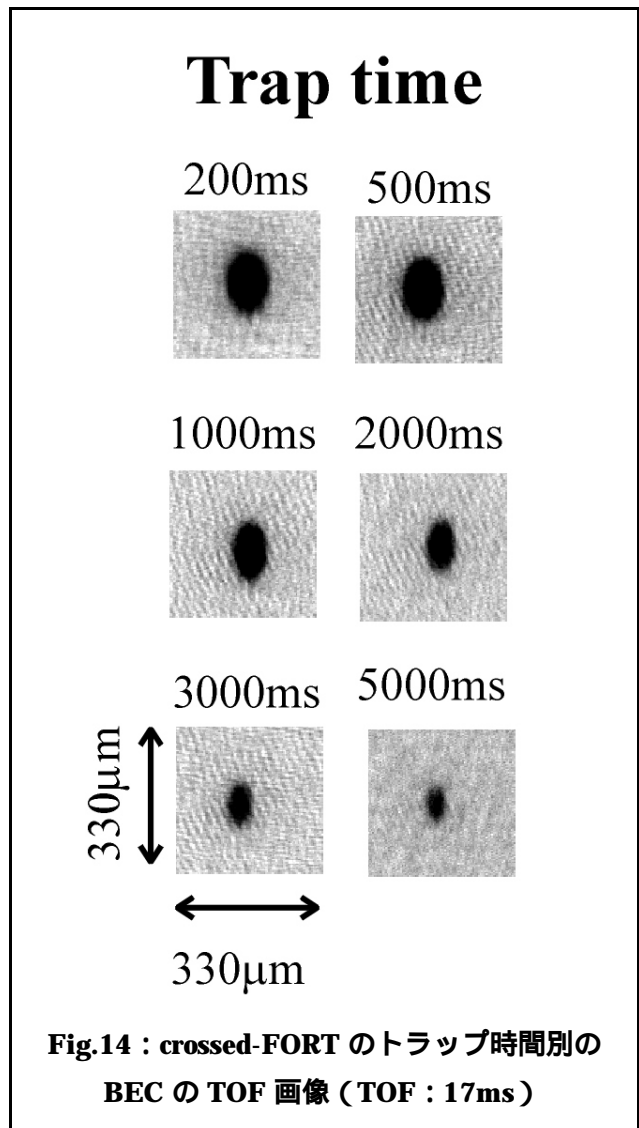 Trap time
200ms 500ms
1000ms 2000ms
3000ms 5000ms
330μm
330μm
Fig.14：crossed-FORT のトラップ時間別の
BEC の TOF 画像（TOF：17ms）